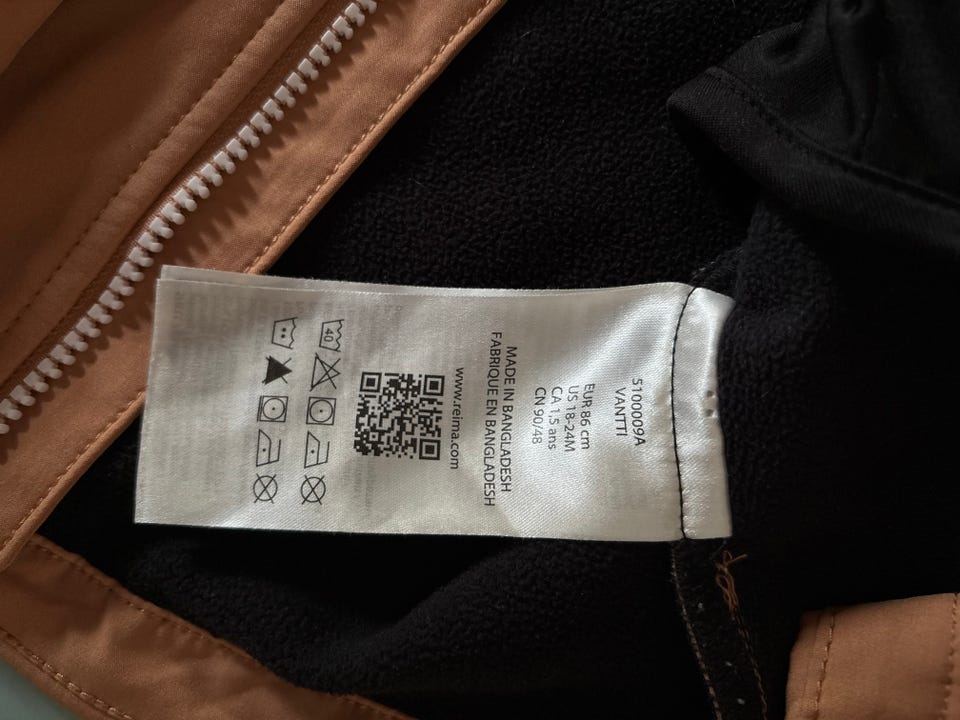 5100009A
VANTTI
EUR 86 cm
US 18-24M
CA 1,5 ans
CN 90/48
MADE IN BANGLADESH
FABRIQUE EN BANGLADESH
www.reima.com
40